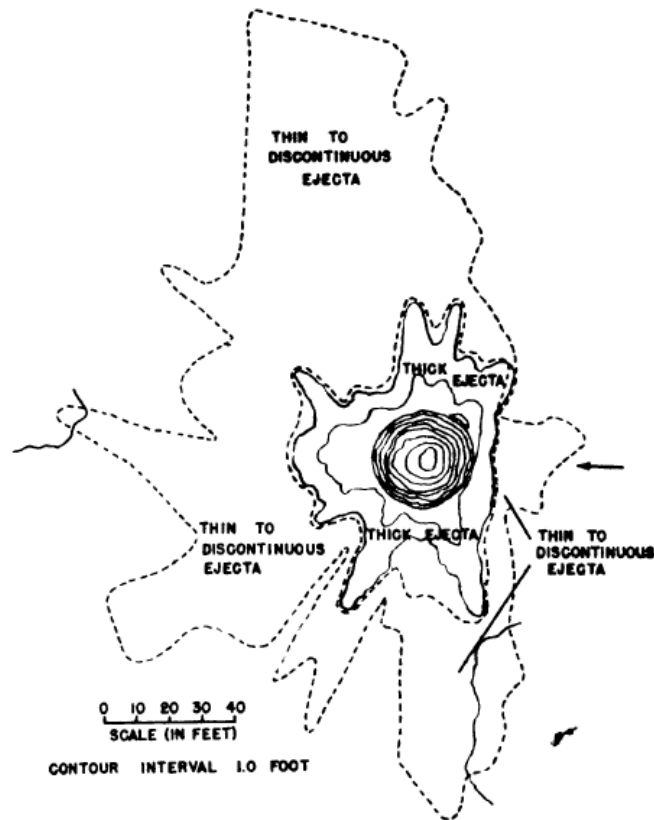 THIN TO
DISCONTINUOUS
EJECTA
THICK EJECTA
THICK EJECTA
THIN TO
DISCONTINUOUS
EJECTA
THIN TO
DISCONTINUOUS
EJECTA
0 10 20 30 40
SCALE (IN FEET)
CONTOUR INTERVAL 1.0 FOOT